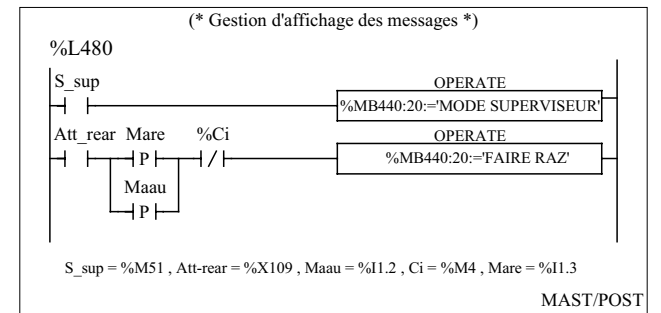 (* Gestion d'affichage des messages *)
%L480
S_sup
OPERATE
%MB440:20:='MODE SUPERVISEUR'
Att_rear Mare %Ci
OPERATE
P
/
%MB440:20:='FAIRE RAZ'
Maau
P
S_sup = %M51 , Att-rear = %X109 , Maau = %I1.2 , Ci = %M4 , Mare = %I1.3
MAST/POST